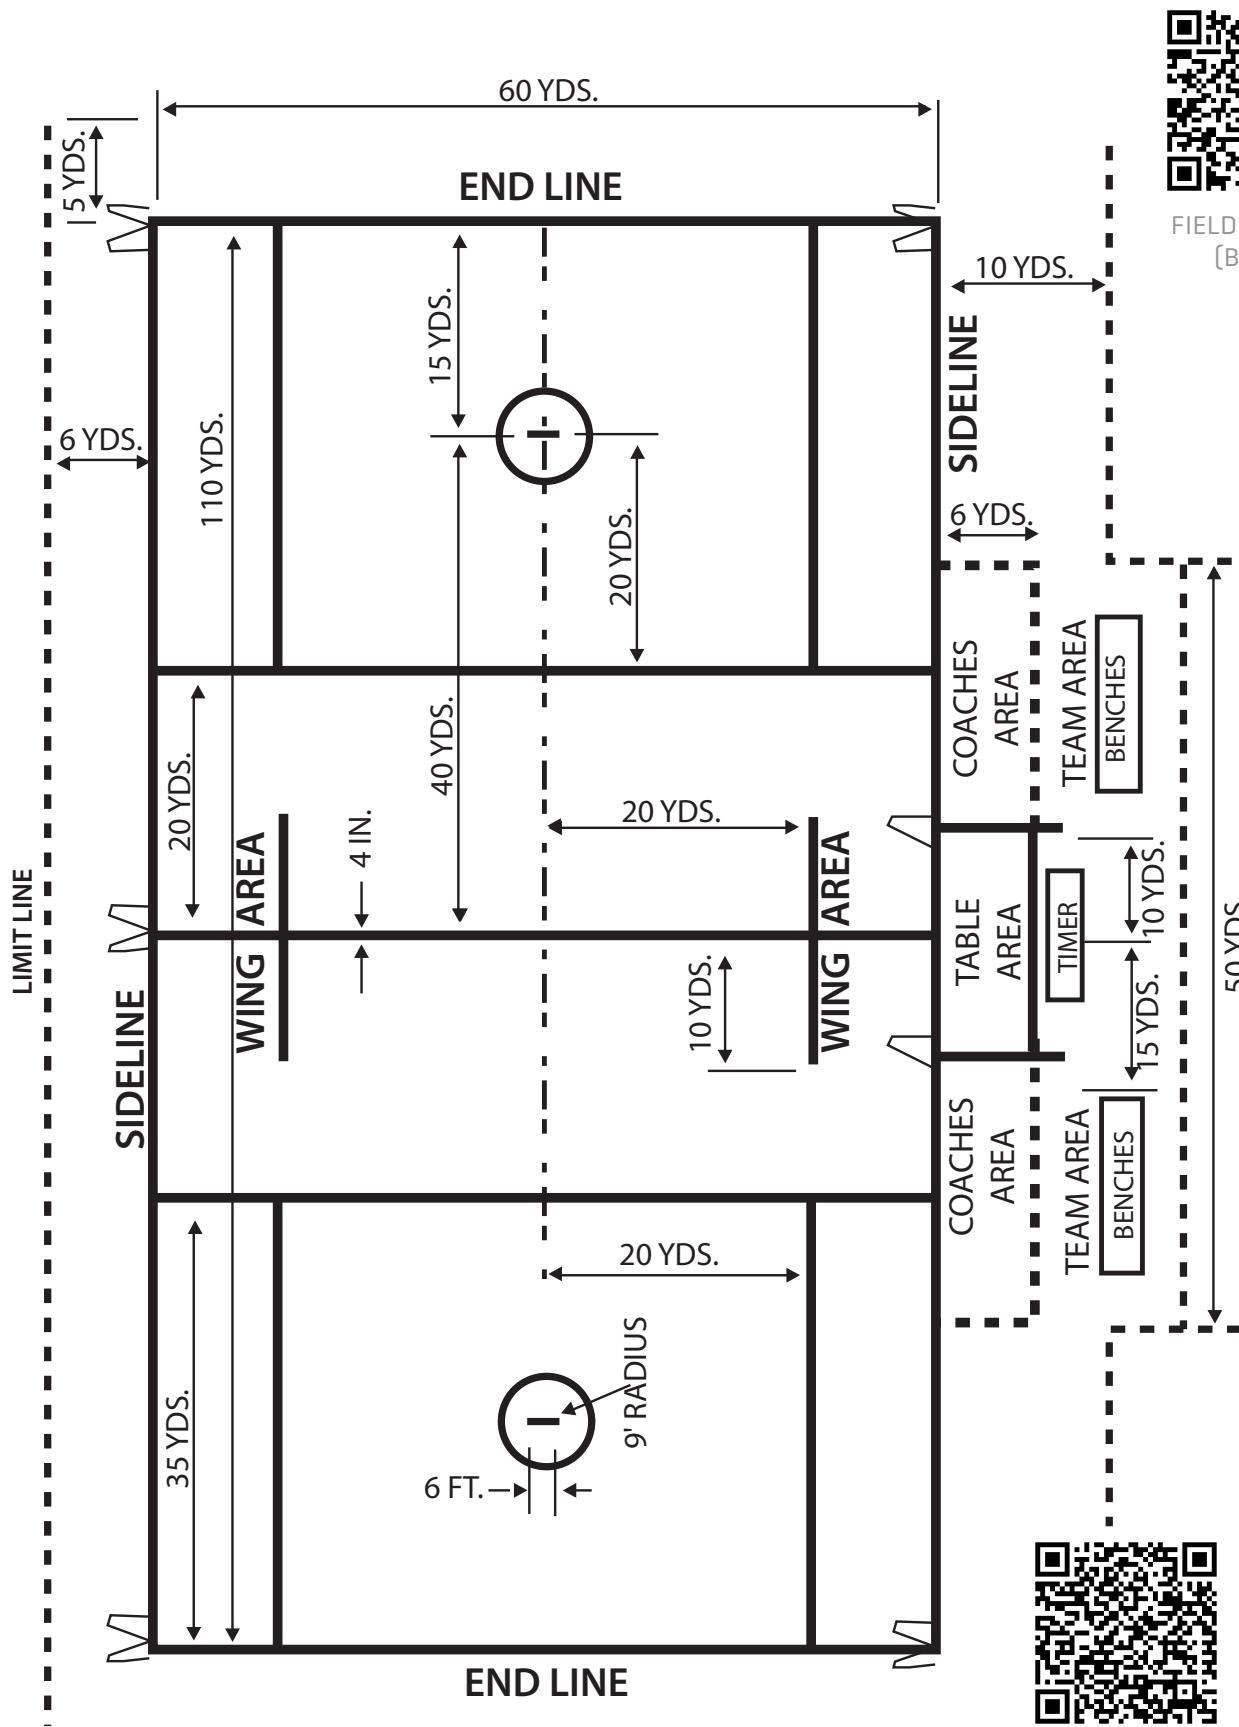 60 YDS.
5 YDS.
END LINE
FIELD
(B
10 YDS.
15 YDS.
SIDELINE
110 YDS.
6 YDS.
6 YDS.
20 YDS.
COACHES
AREA
TEAM AREA
BENCHES
40 YDS.
20 YDS.
20 YDS.
4 IN.
WING AREA
WING AREA
LIMIT LINE
TABLE
AREA
TIMER
10 YDS.
50 YDS
10 YDS.
15 YDS.
SIDELINE
COACHES
AREA
TEAM AREA
BENCHES
20 YDS.
9' RADIUS
35 YDS.
6 FT.
END LINE